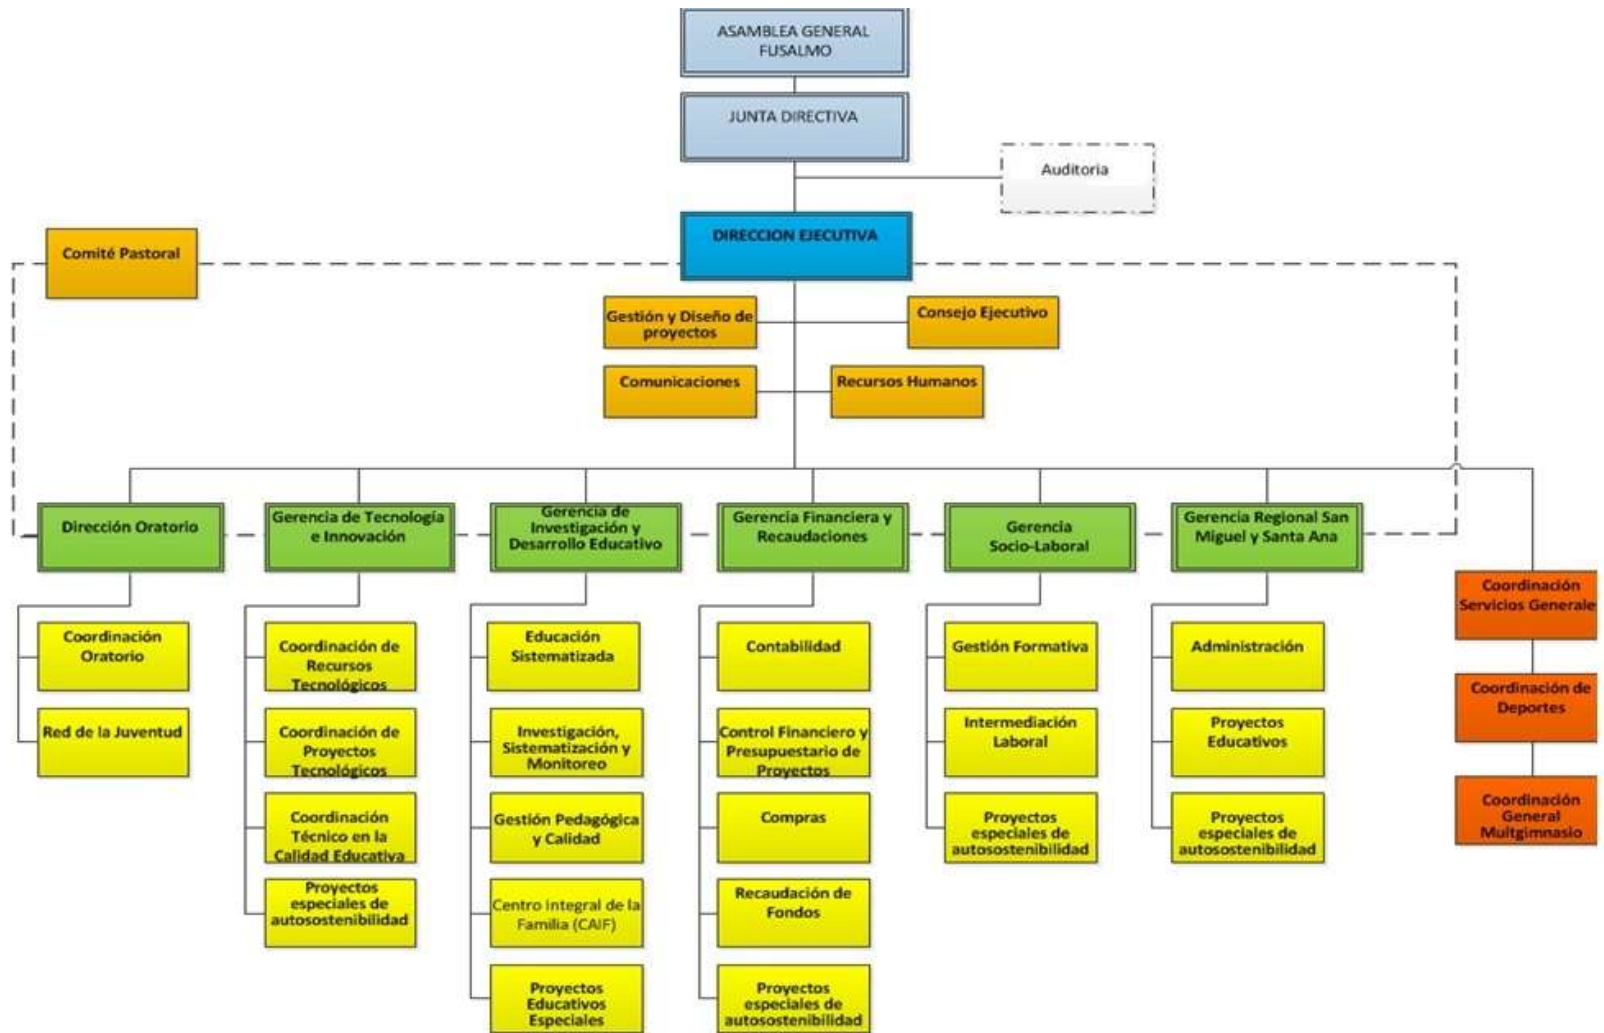 ASAMBLEA GENERAL
FUSALMO
JUNTA DIRECTIVA
Auditoria
DIRECCION EJECUTIVA
Comité Pastoral
Gestión y Diseño de
proyectos
Consejo Ejecutivo
Comunicaciones
Recursos Humanos
Dirección Oratorio
Gerencia de Tecnología
e Innovación
Gerencia de
Investigación y
Desarrollo Educativo
Gerencia Financiera y
Recaudaciones
Gerencia
Socio-Laboral
Gerencia Regional San
Miguel y Santa Ana
Coordinación
Oratorio
Red de la Juventud
Coordinación de
Recursos
Tecnológicos
Coordinación de
Proyectos
Tecnológicos
Coordinación
Técnico en la
Calidad Educativa
Proyectos
especiales de
autosostenibilidad
Educación
Sistematizada
Investigación,
Sistematización y
Monitoreo
Gestión Pedagógica
y Calidad
Centro Integral de la
Familia (CAIF)
Proyectos
Educativos
Especiales
Contabilidad
Control Financiero y
Presupuestario de
Proyectos
Compras
Recaudación de
Fondos
Proyectos
especiales de
autosostenibilidad
Gestión Formativa
Intermediación
Laboral
Proyectos
especiales de
autosostenibilidad
Administración
Proyectos
Educativos
Proyectos
especiales de
autosostenibilidad
Coordinación
Servicios Generale
Coordinación de
Deportes
Coordinación
General
Multgimnasio